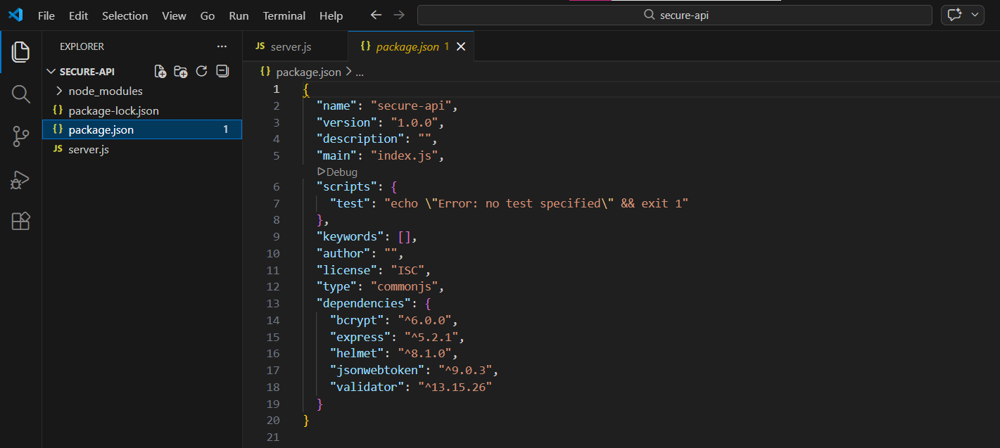 File Edit Selection View Go Run Terminal Help
secure-api
EXPLORER
SECURE-API
node_modules
package-lock.json
package.json 1
server.js
JS server.js
{} package.json 1
{} package.json > ...
1 {
2 "name": "secure-api",
3 "version": "1.0.0",
4 "description": "",
5 "main": "index.js",
Debug
6 "scripts": {
7 "test": "echo \"Error: no test specified\" && exit 1"
8 },
9 "keywords": [],
10 "author": "",
11 "license": "ISC",
12 "type": "commonjs",
13 "dependencies": {
14 "bcrypt": "^6.0.0",
15 "express": "^5.2.1",
16 "helmet": "^8.1.0",
17 "jsonwebtoken": "^9.0.3",
18 "validator": "^13.15.26"
19 }
20 }
21